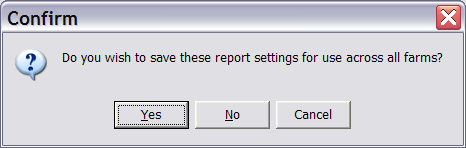 Confirm
Do you wish to save these report settings for use across all farms?
Yes
No
Cancel